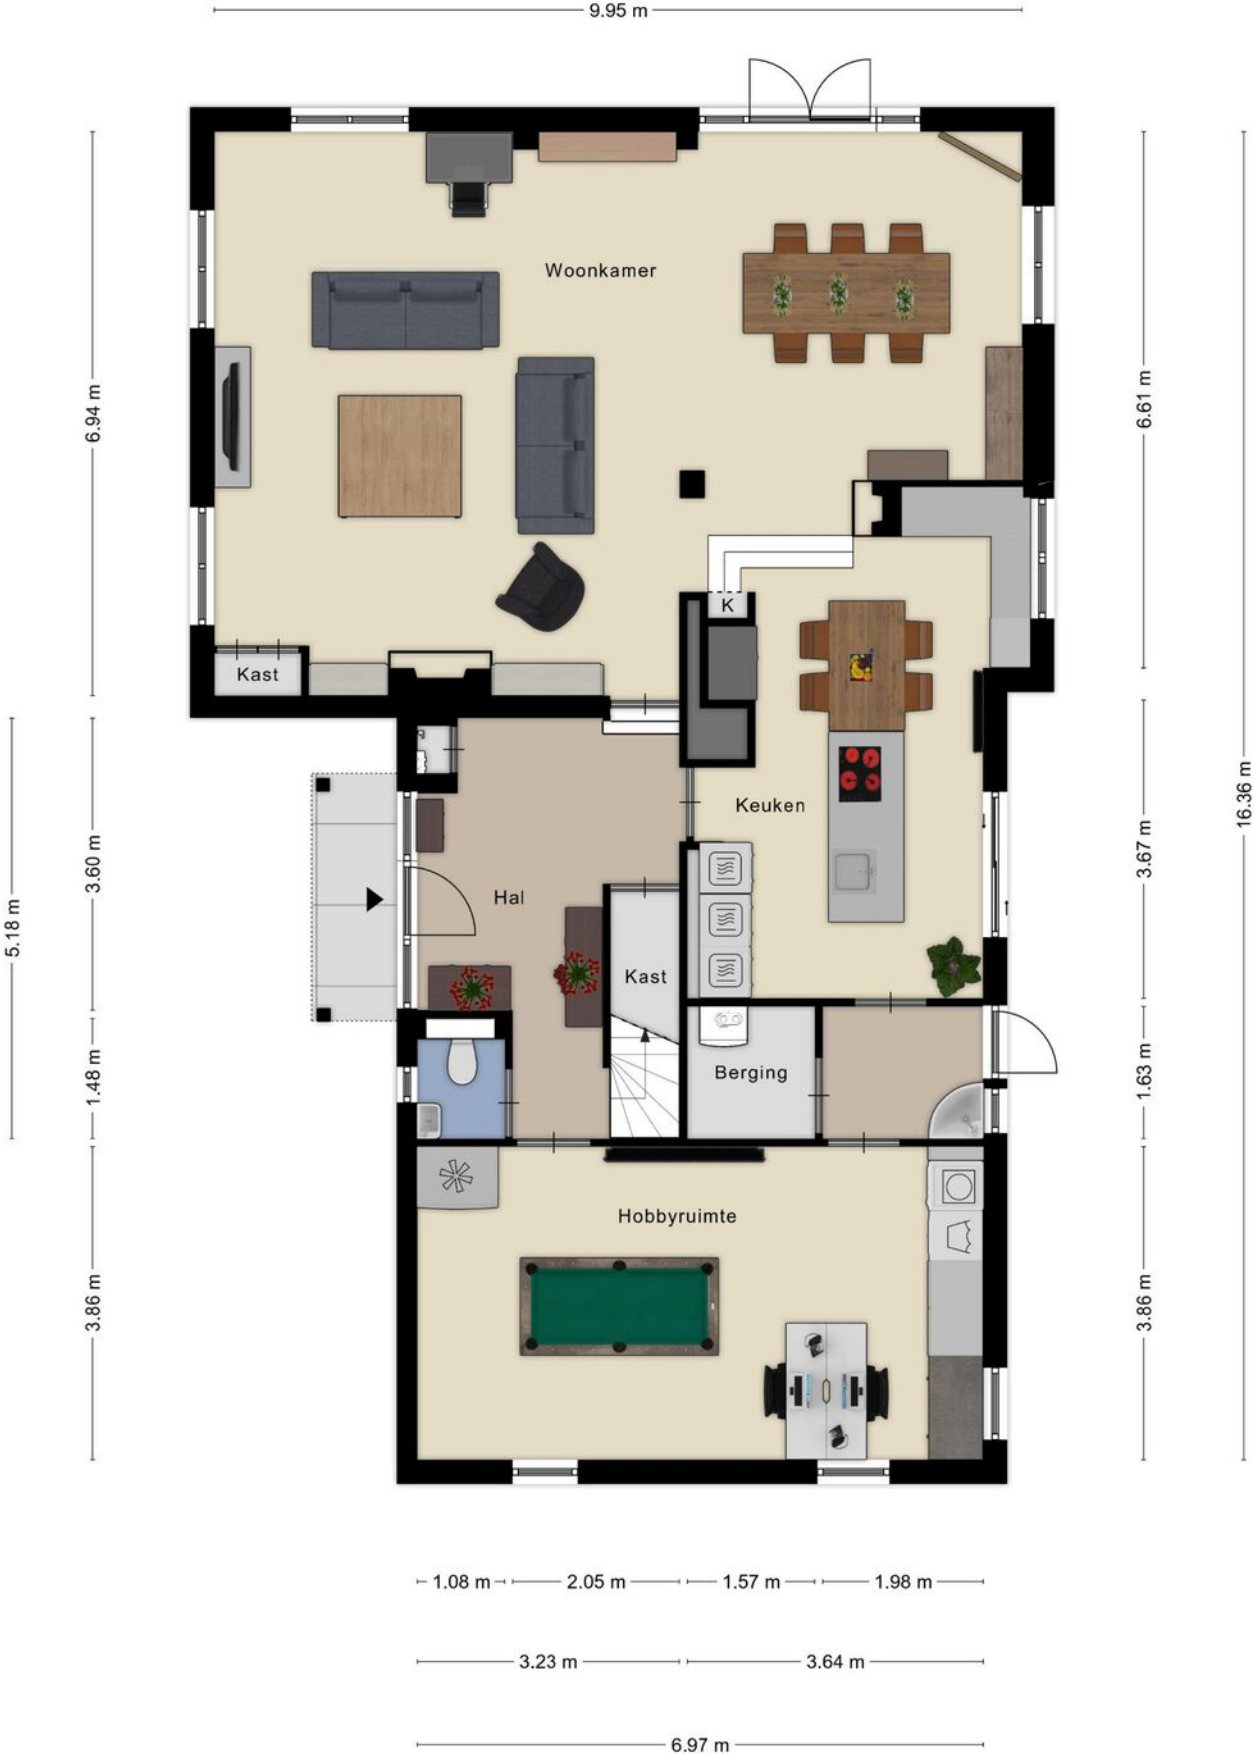 9.95 m
Woonkamer
6.94 m
6.61 m
K
Kast
16.36 m
Keuken
3.60 m
3.67 m
Hal
5.18 m
Kast
1.48 m
Berging
1.63 m
Hobbyruimte
3.86 m
3.86 m
1.08 m
2.05 m
1.57 m
1.98 m
3.23 m
3.64 m
6.97 m